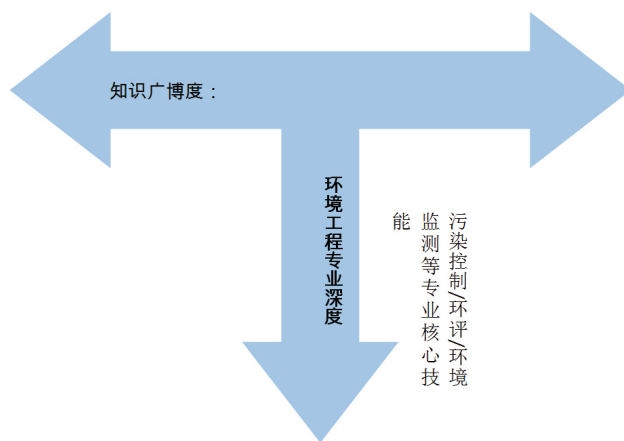 知识广博度：
环境工程专业深度
污染控制/环评/环境
监测等专业核心技
能